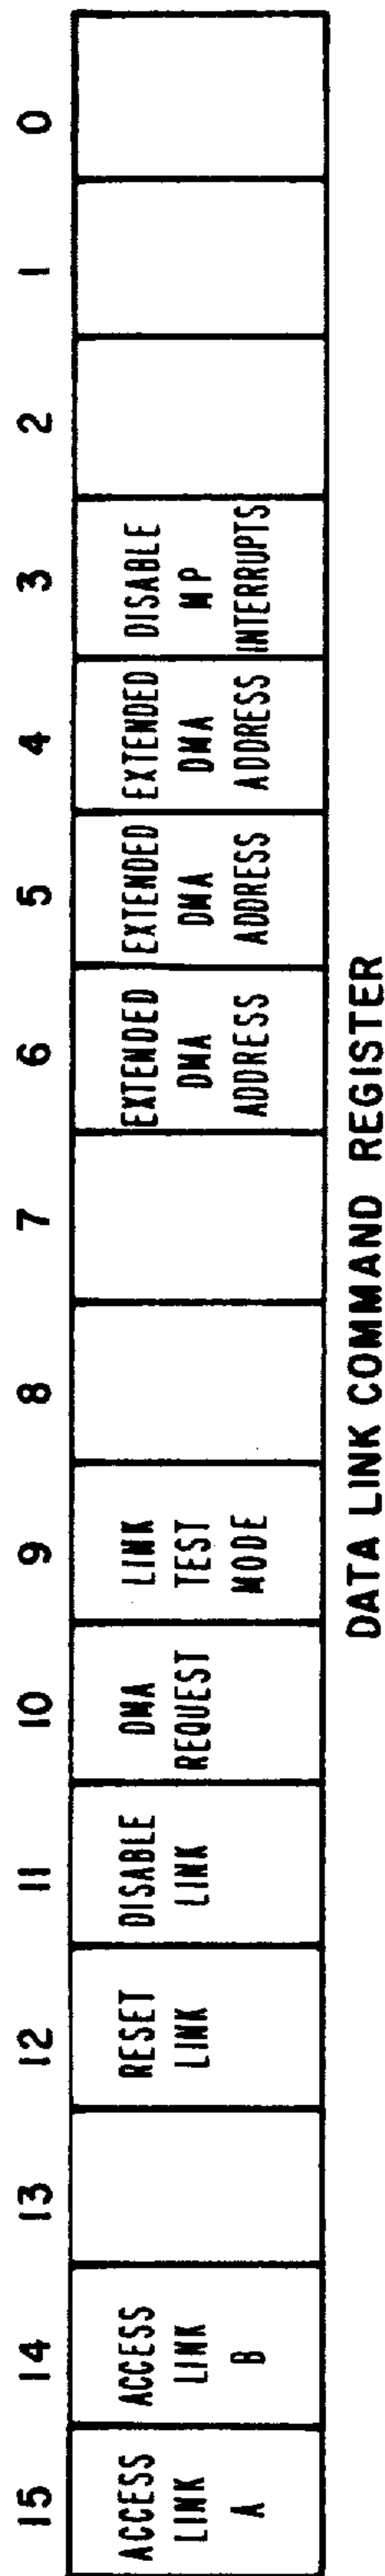 15 14 13 12 11 10 9 8 7 6 5 4 3 2 1 0
ACCESS
LINK
A
ACCESS
LINK
B
RESET
LINK
DISABLE
LINK
DMA
REQUEST
LINK
TEST
MODE
EXTENDED
DMA
ADDRESS
EXTENDED
DMA
ADDRESS
EXTENDED
DMA
ADDRESS
DISABLE
MP
INTERRUPTS
DATA LINK COMMAND REGISTER